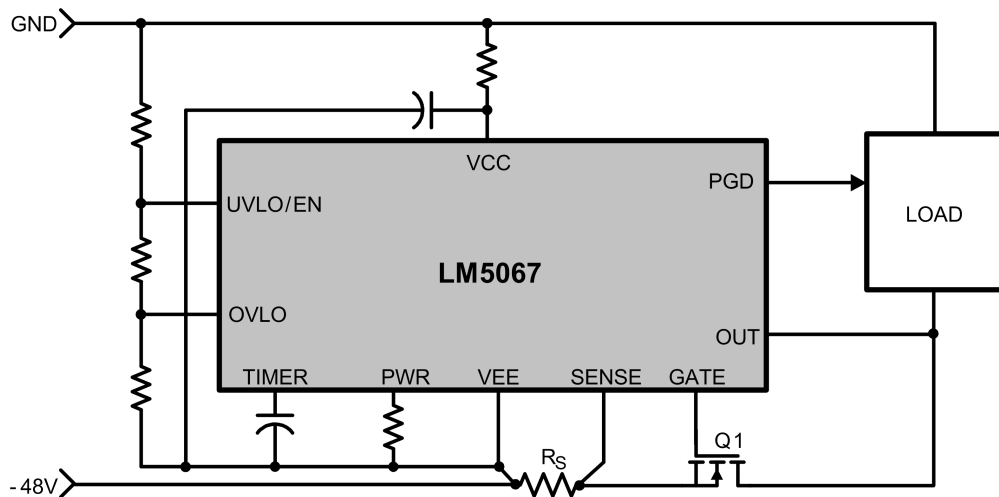 GND
VCC
PGD
UVLO/EN
LOAD
LM5067
OVLO
OUT
TIMER
PWR
VEE
SENSE
GATE
Q1
RS
-48V